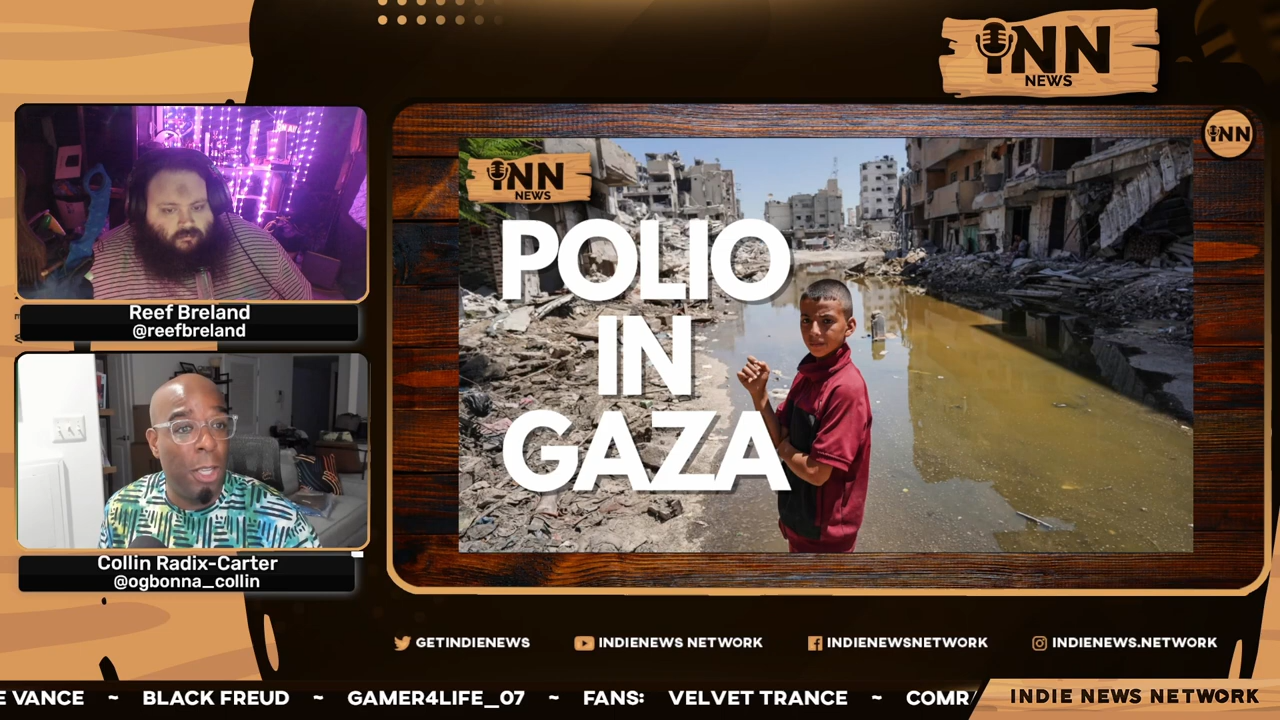 INN
NEWS
INN
INN
NEWS
POLIO
IN
GAZA
Reef Breland
@reefbreland
Collin Radix-Carter
@ogbonna_collin
GETINDIENEWS
INDIENEWS NETWORK
INDIENEWSNETWORK
INDIENEWS.NETWORK
E VANCE ~ BLACK FREUD ~ GAMER4LIFE_07 ~ FANS: VELVET TRANCE ~ COMR
INDIE NEWS NETWORK